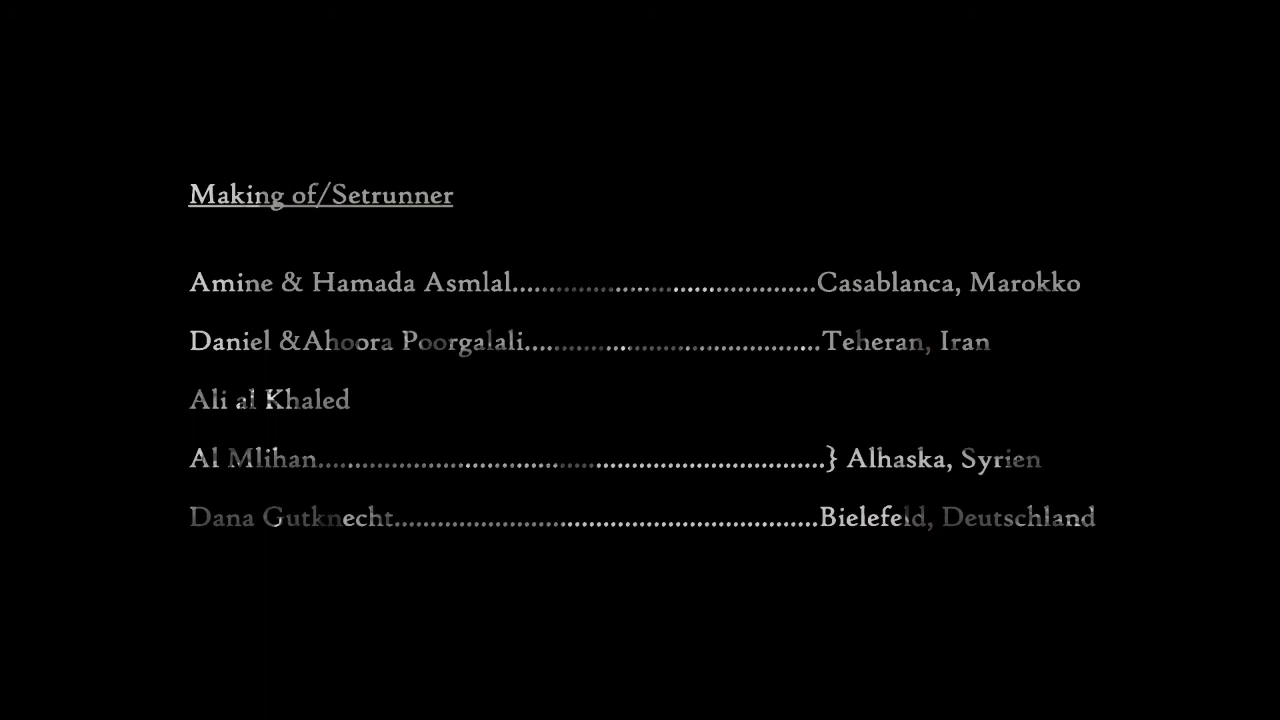 Making of/Setrunner
Amine & Hamada Asmlal.........................................Casablanca, Marokko
Daniel &Ahoora Poorgalali........................................Teheran, Iran
Ali al Khaled
Al Mlihan.....................................................................} Alhaska, Syrien
Dana Gutknecht.........................................................Bielefeld, Deutschland